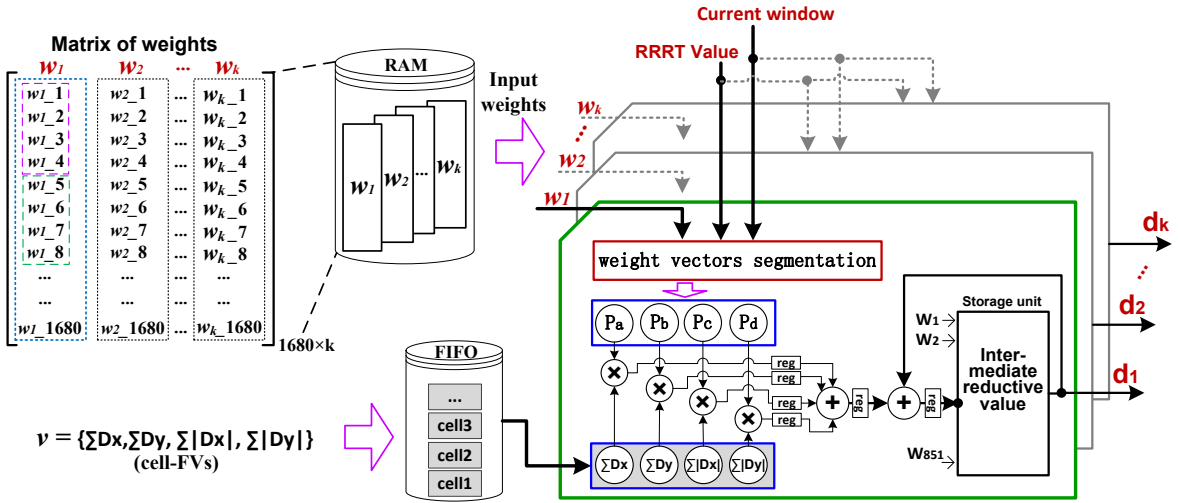 Matrix of weights
w1 w2 ... wk
w1_1 w2_1 ... wk_1
w1_2 w2_2 ... wk_2
w1_3 w2_3 ... wk_3
w1_4 w2_4 ... wk_4
w1_5 w2_5 ... wk_5
w1_6 w2_6 ... wk_6
w1_7 w2_7 ... wk_7
w1_8 w2_8 ... wk_8
... ... ...
... ... ...
w1_1680 w2_1680 ... wk_1680
1680×k
RAM
w1 w2 ... wk
Input
weights
Current window
RRRT Value
wk
...
w2
w1
weight vectors segmentation
Pa Pb Pc Pd
× × × ×
reg
reg
reg
reg
+ reg + reg
∑Dx ∑Dy ∑|Dx| ∑|Dy|
Storage unit
W1
W2
W851
Inter-
mediate
reductive
value
dk
...
d2
d1
FIFO
...
cell3
cell2
cell1
v = {∑Dx,∑Dy, ∑|Dx|, ∑|Dy|}
(cell-FVs)